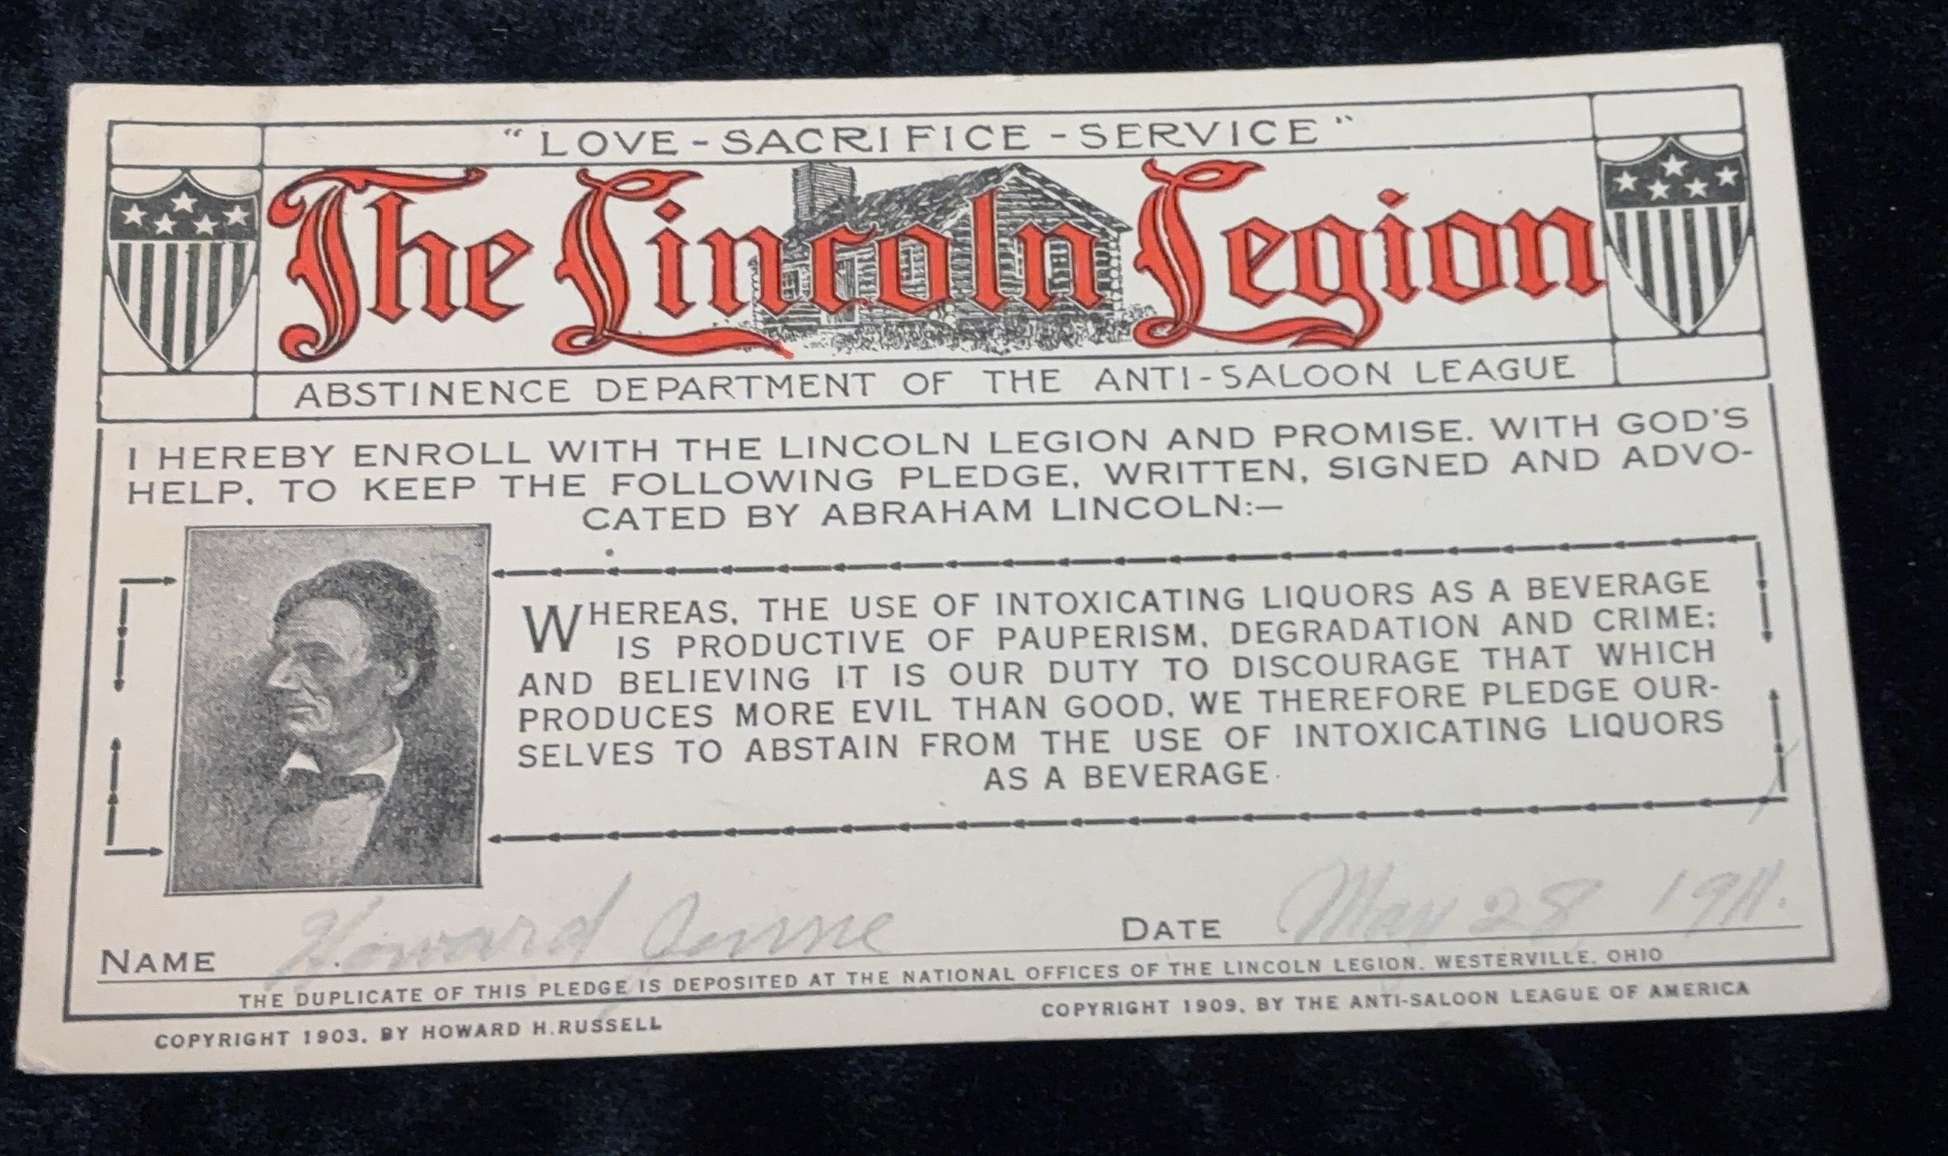 "LOVE-SACRIFICE-SERVICE"
The Lincoln Legion
ABSTINENCE DEPARTMENT OF THE ANTI-SALOON LEAGUE
I HEREBY ENROLL WITH THE LINCOLN LEGION AND PROMISE, WITH GOD'S
HELP, TO KEEP THE FOLLOWING PLEDGE, WRITTEN, SIGNED AND ADVO-
CATED BY ABRAHAM LINCOLN:—
WHEREAS, THE USE OF INTOXICATING LIQUORS AS A BEVERAGE
IS PRODUCTIVE OF PAUPERISM, DEGRADATION AND CRIME;
AND BELIEVING IT IS OUR DUTY TO DISCOURAGE THAT WHICH
PRODUCES MORE EVIL THAN GOOD, WE THEREFORE PLEDGE OUR-
SELVES TO ABSTAIN FROM THE USE OF INTOXICATING LIQUORS
AS A BEVERAGE.
NAME Howard DATE May 28 1911.
THE DUPLICATE OF THIS PLEDGE IS DEPOSITED AT THE NATIONAL OFFICES OF THE LINCOLN LEGION, WESTERVILLE, OHIO
COPYRIGHT 1903, BY HOWARD H. RUSSELL COPYRIGHT 1909, BY THE ANTI-SALOON LEAGUE OF AMERICA